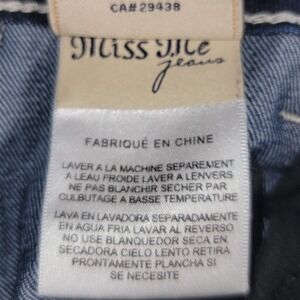 CA# 29438
Miss Me
jeans
FABRIQUÉ EN CHINE
LAVER A LA MACHINE SEPAREMENT
A LEAU FROIDE LAVER A LENVERS
NE PAS BLANCHIR SECHER PAR
CULBUTAGE A BASSE TEMPERATURE
LAVA EN LAVADORA SEPARADAMENTE
EN AGUA FRIA LAVAR AL REVERSO
NO USE BLANQUEDOR SECA EN
SECADORA CIELO LENTO RETIRA
PRONTAMENTE PLANCHA SI
SE NECESITE